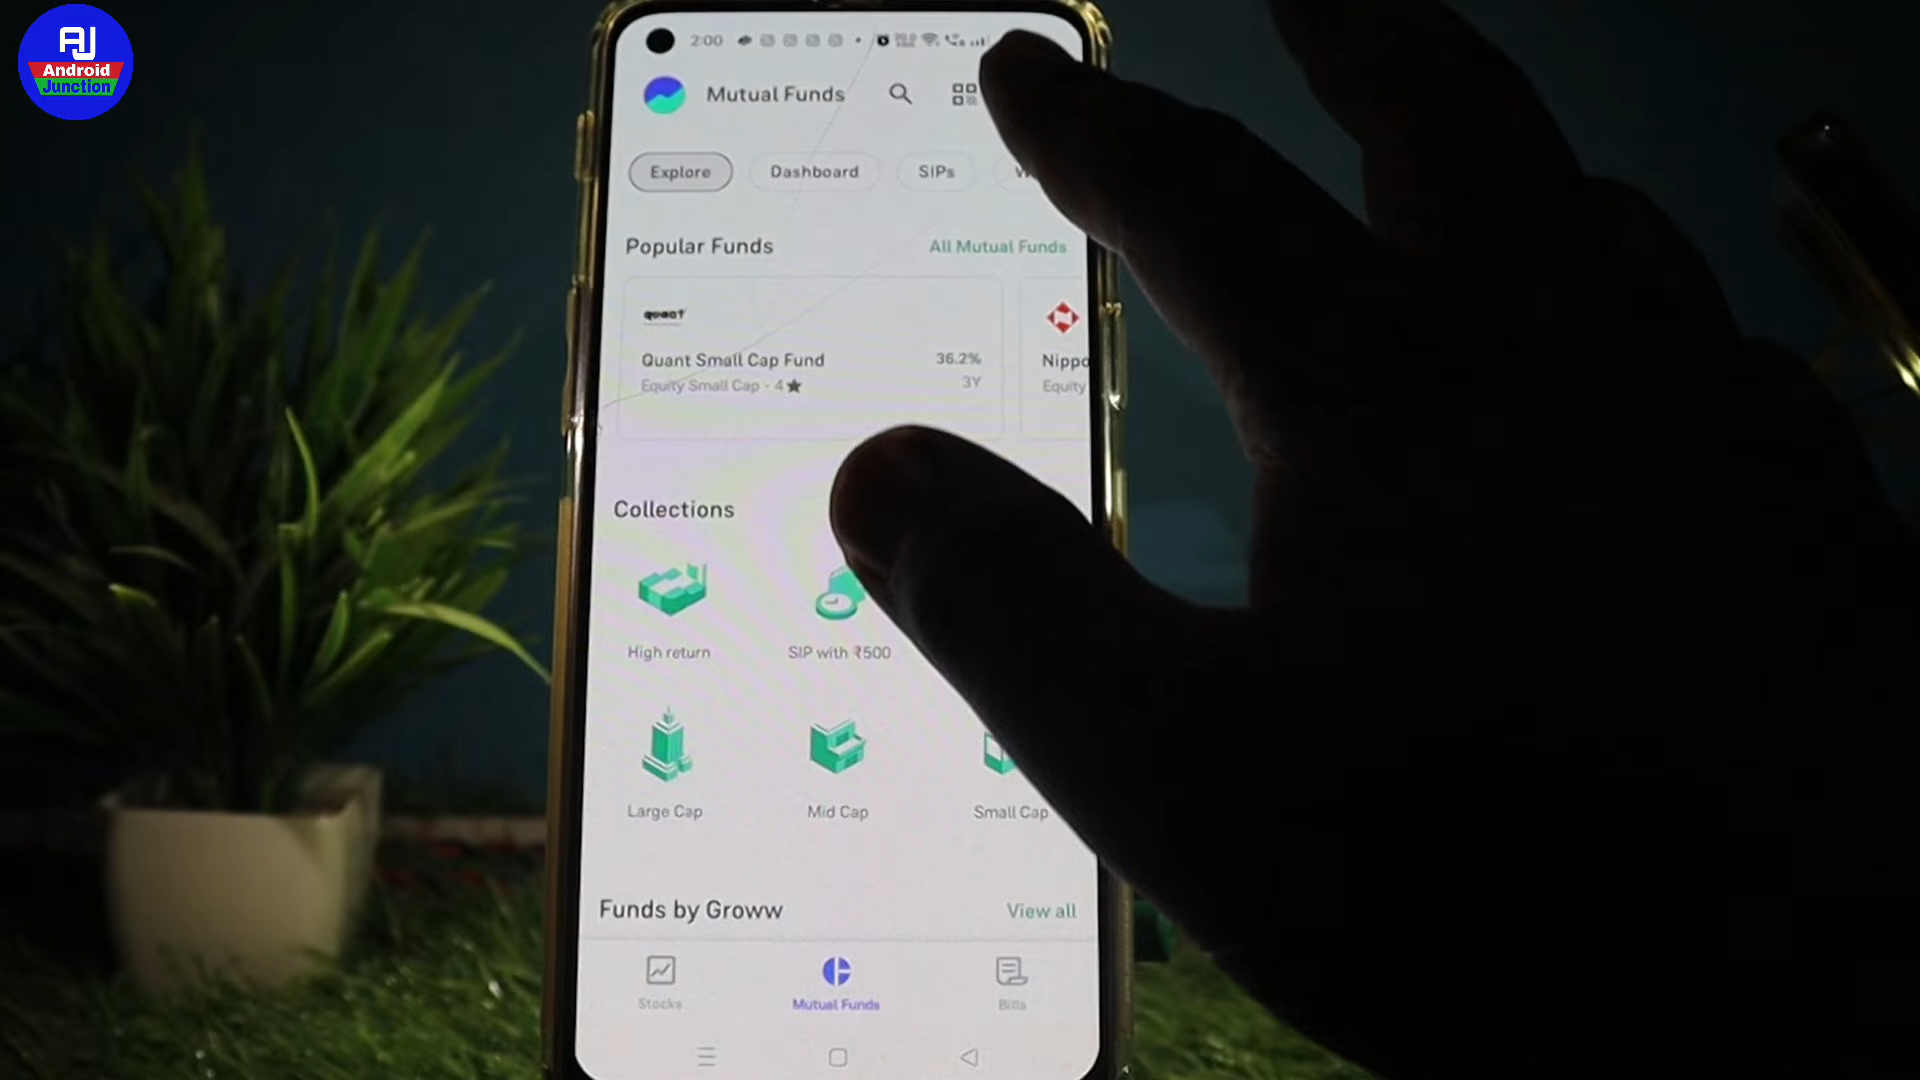 AJ
Android
Junction
2:00
Mutual Funds
Explore
Dashboard
SIPs
Popular Funds
All Mutual Funds
quant
Quant Small Cap Fund
36.2%
Equity Small Cap - 4★
3Y
Nippo
Equity
Collections
High return
SIP with ₹500
Large Cap
Mid Cap
Small Cap
Funds by Groww
View all
Stocks
Mutual Funds
Bills